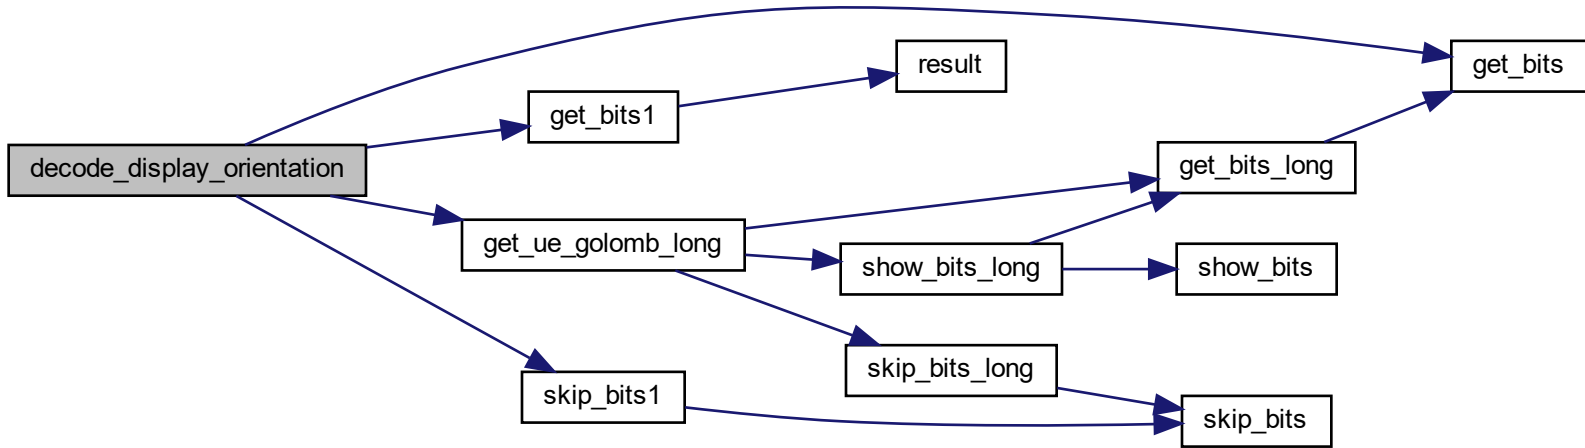 decode_display_orientation
get_bits1
result
get_bits
get_ue_golomb_long
get_bits_long
show_bits_long
show_bits
skip_bits_long
skip_bits1
skip_bits